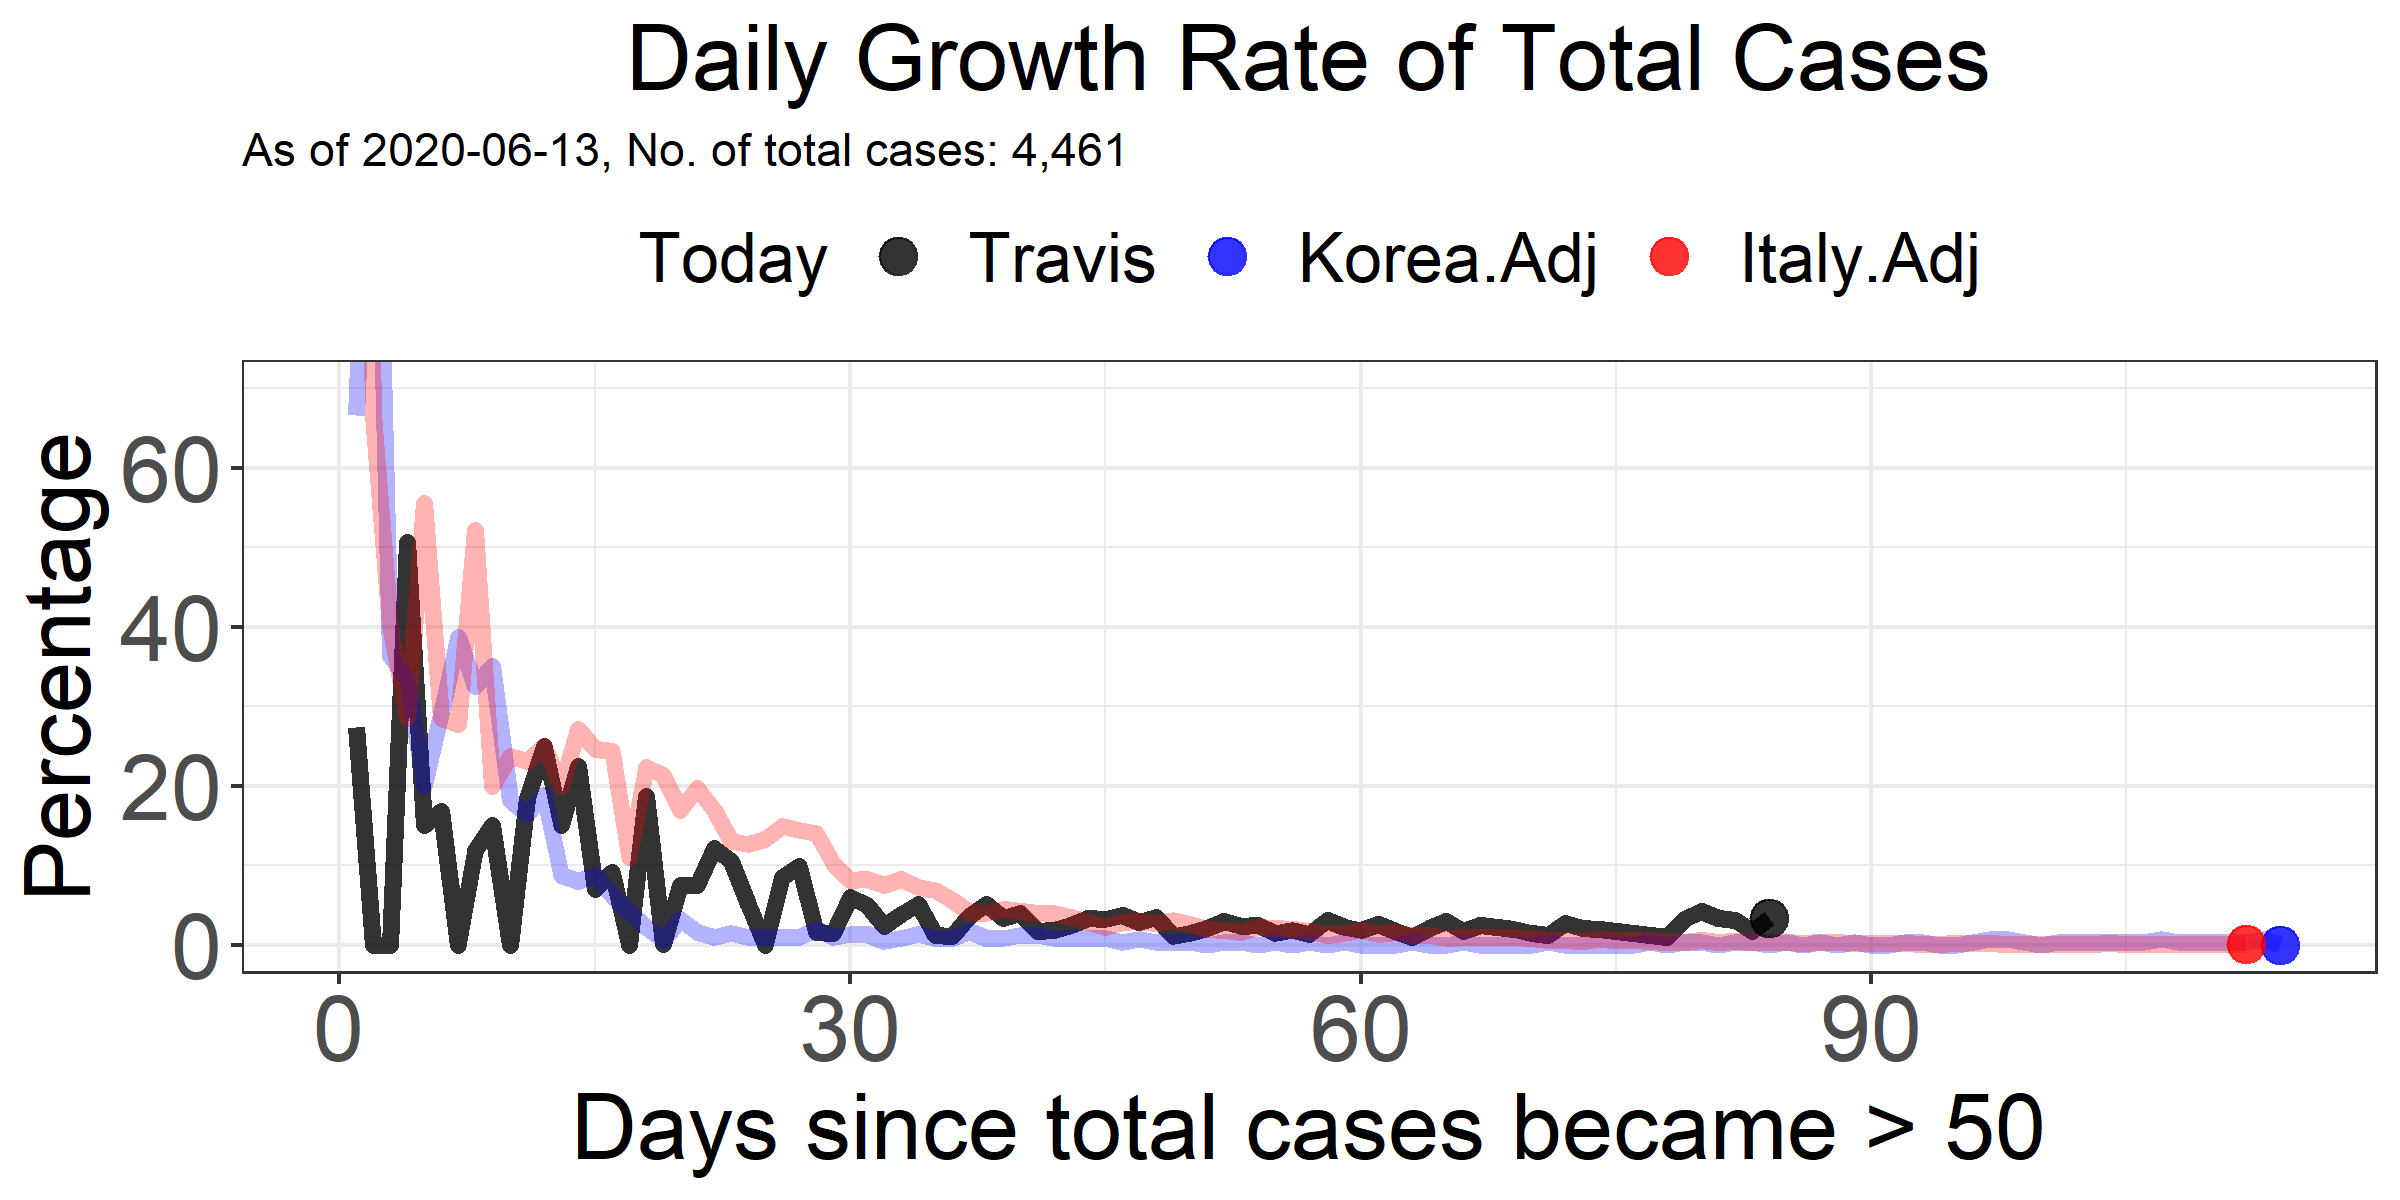 Daily Growth Rate of Total Cases
As of 2020-06-13, No. of total cases: 4,461
Today Travis Korea.Adj Italy.Adj
Percentage
60
40
20
0
0 30 60 90
Days since total cases became > 50